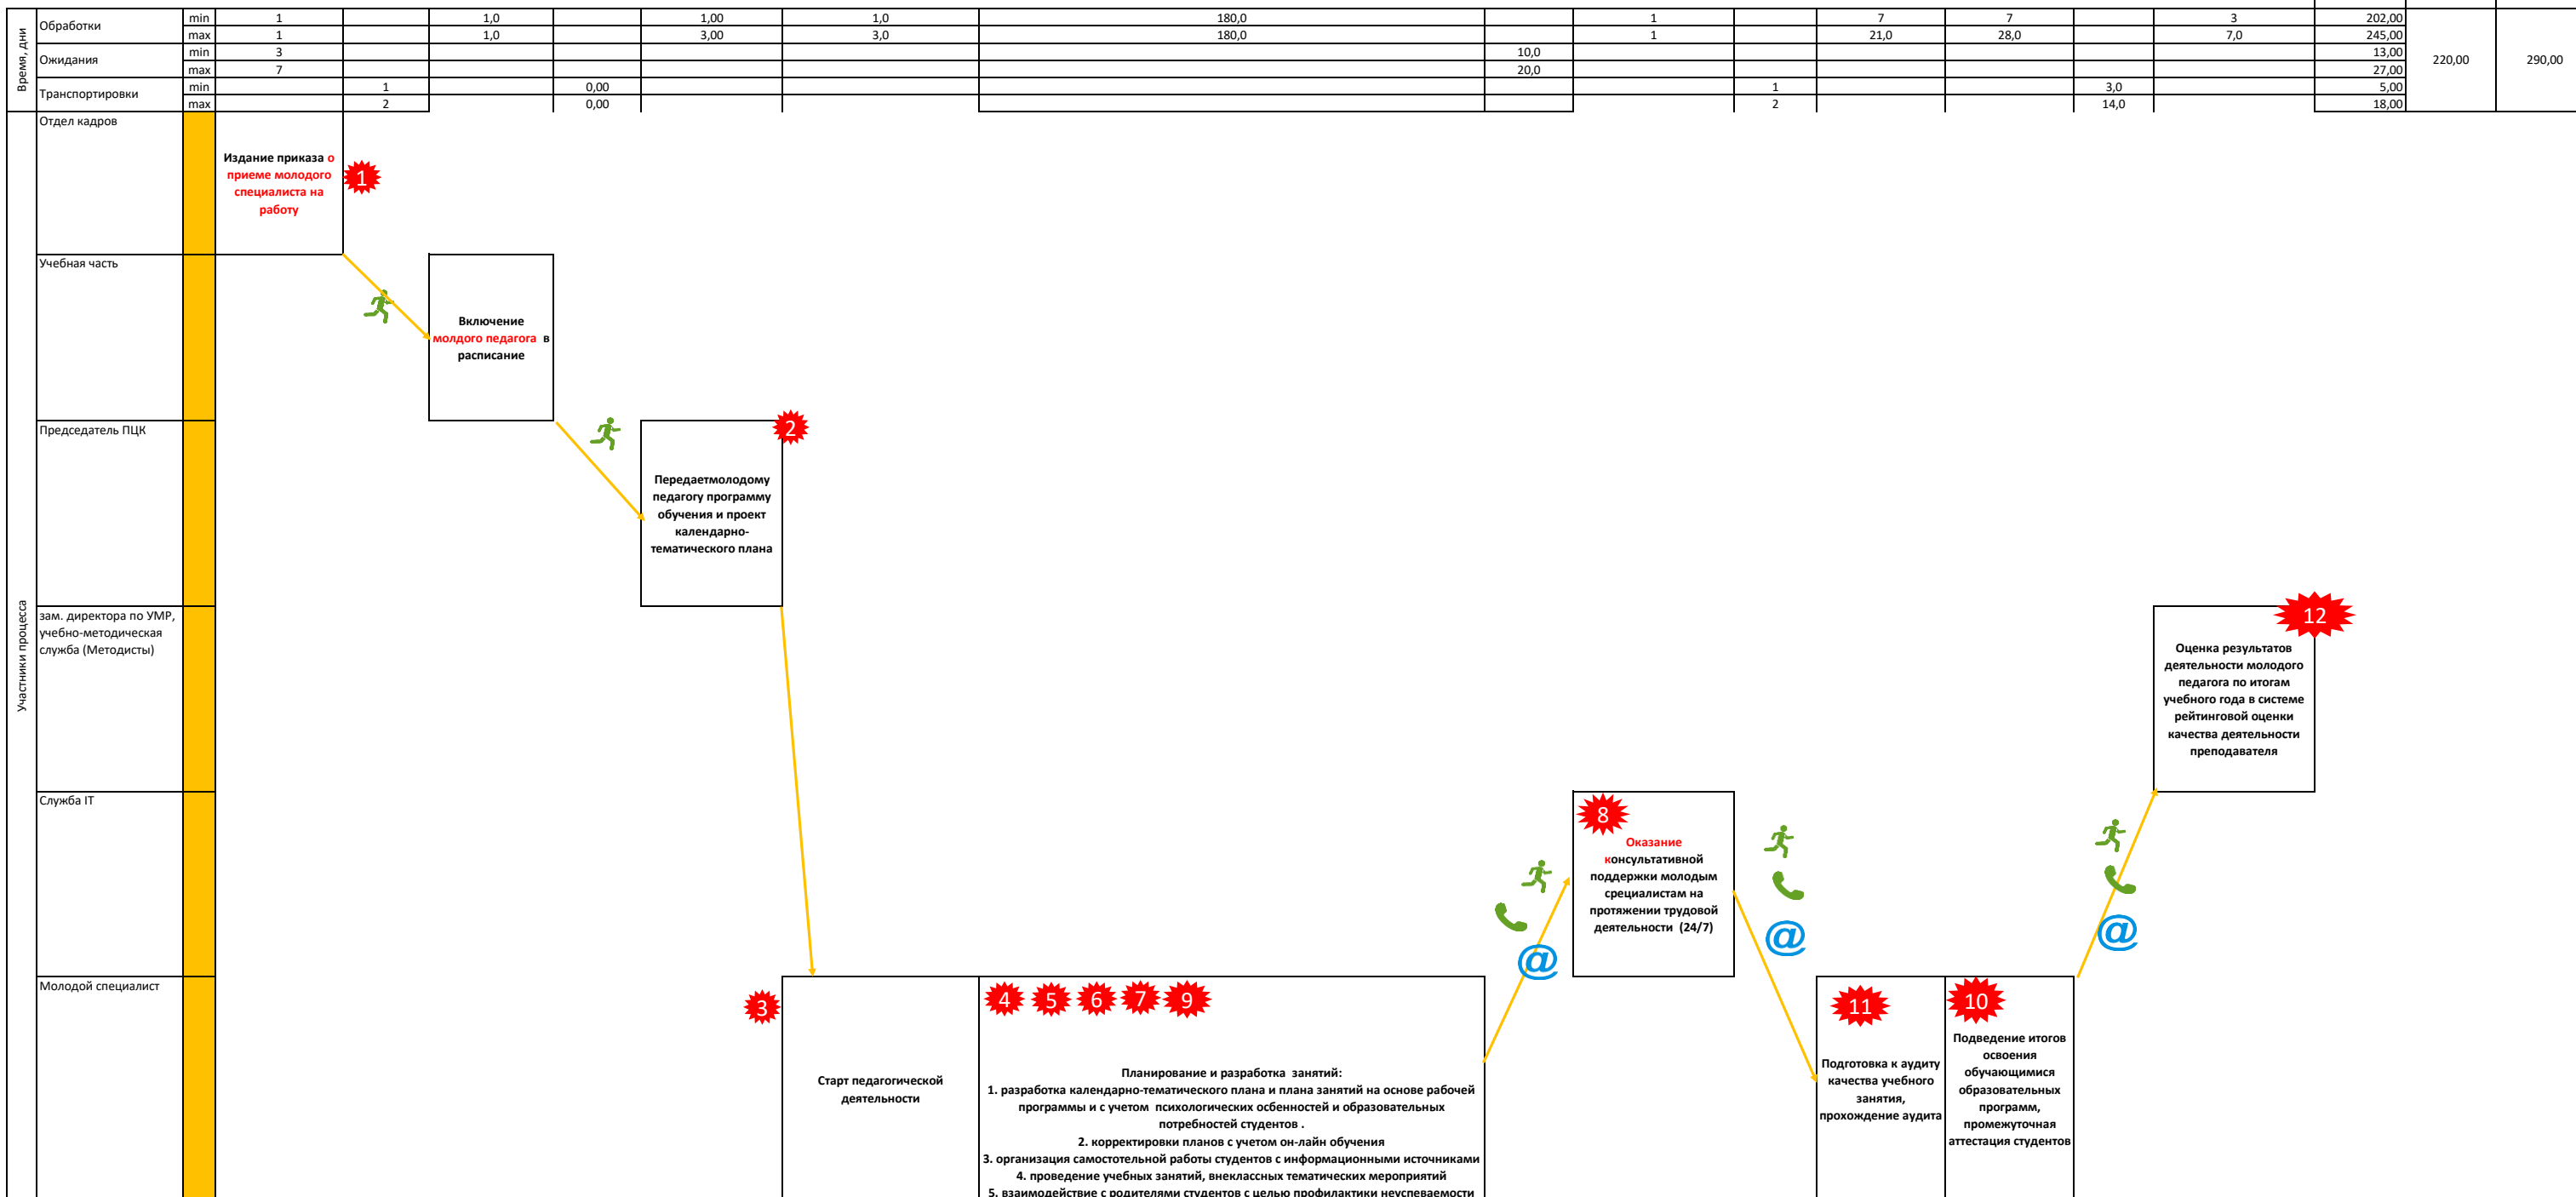 Время, дни
Обработки
min 1 1,0 1,00 1,0 180,0 1 7 7 3 202,00
max 1 1,0 3,00 3,0 180,0 1 21,0 28,0 7,0 245,00
Ожидания
min 3 10,0 13,00
max 7 20,0 27,00
220,00 290,00
Транспортировки
min 1 0,00 1 3,0 5,00
max 2 0,00 2 14,0 18,00
Участники процесса
Отдел кадров
Издание приказа о
приеме молодого
специалиста на
работу
1
Учебная часть
Включение
молдого педагога в
расписание
Председатель ПЦК
2
Передаетмолодому
педагогу программу
обучения и проект
календарно-
тематического плана
зам. директора по УМР,
учебно-методическая
служба (Методисты)
12
Оценка результатов
деятельности молодого
педагога по итогам
учебного года в системе
рейтинговой оценки
качества деятельности
преподавателя
Служба IT
8
Оказание
консультативной
поддержки молодым
срециалистам на
протяжении трудовой
деятельности (24/7)
@
@
@
Молодой специалист
3
Старт педагогической
деятельности
4 5 6 7 9
Планирование и разработка занятий:
1. разработка календарно-тематического плана и плана занятий на основе рабочей
программы и с учетом психологических осбенностей и образовательных
потребностей студентов .
2. корректировки планов с учетом он-лайн обучения
3. организация самостотельной работы студентов с информационными источниками
4. проведение учебных занятий, внеклассных тематических мероприятий
5. взаимодействие с родителями студентов с целью профилактики неуспеваемости
11
Подготовка к аудиту
качества учебного
занятия,
прохождение аудита
10
Подведение итогов
освоения
обучающимися
образовательных
программ,
промежуточная
аттестация студентов